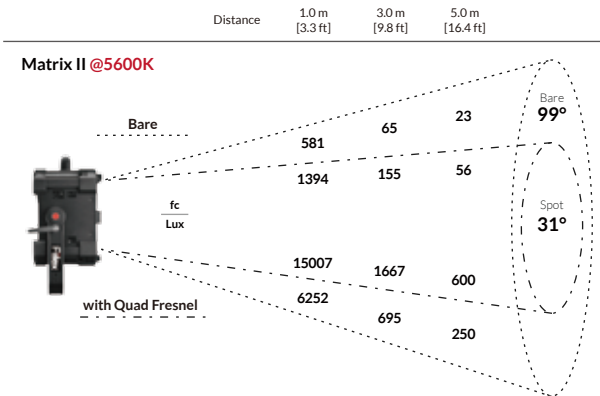 Distance 1.0 m 3.0 m 5.0 m
[3.3 ft] [9.8 ft] [16.4 ft]
Matrix II @5600K
Bare
99°
Bare
581 65 23
1394 155 56
fc
Lux
Spot
31°
15007 1667 600
6252 695 250
with Quad Fresnel